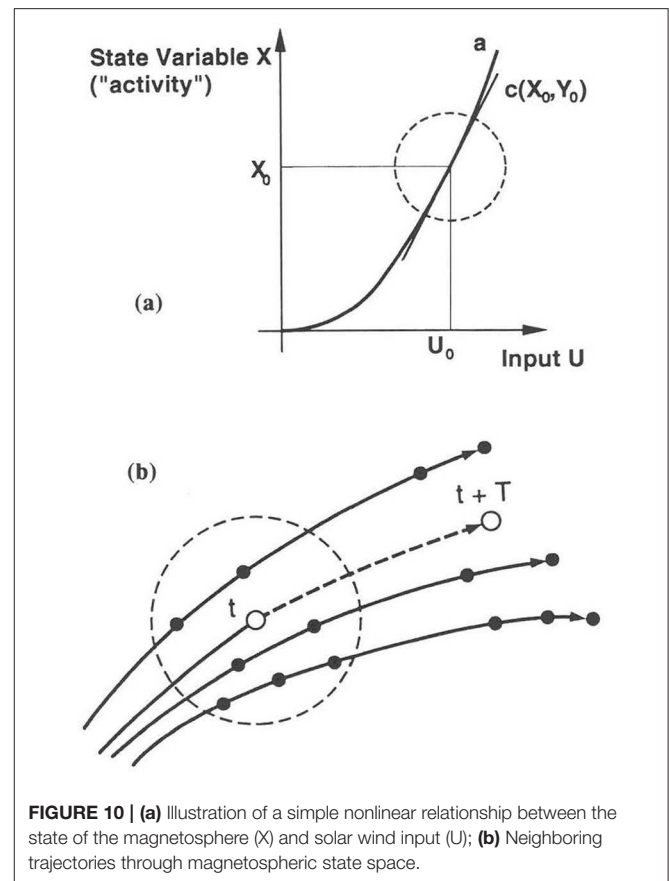 State Variable X
("activity")
a
c(X₀,Y₀)
X₀
(a)
U₀
Input U
(b)
t + T
t
FIGURE 10 | (a) Illustration of a simple nonlinear relationship between the
state of the magnetosphere (X) and solar wind input (U); (b) Neighboring
trajectories through magnetospheric state space.